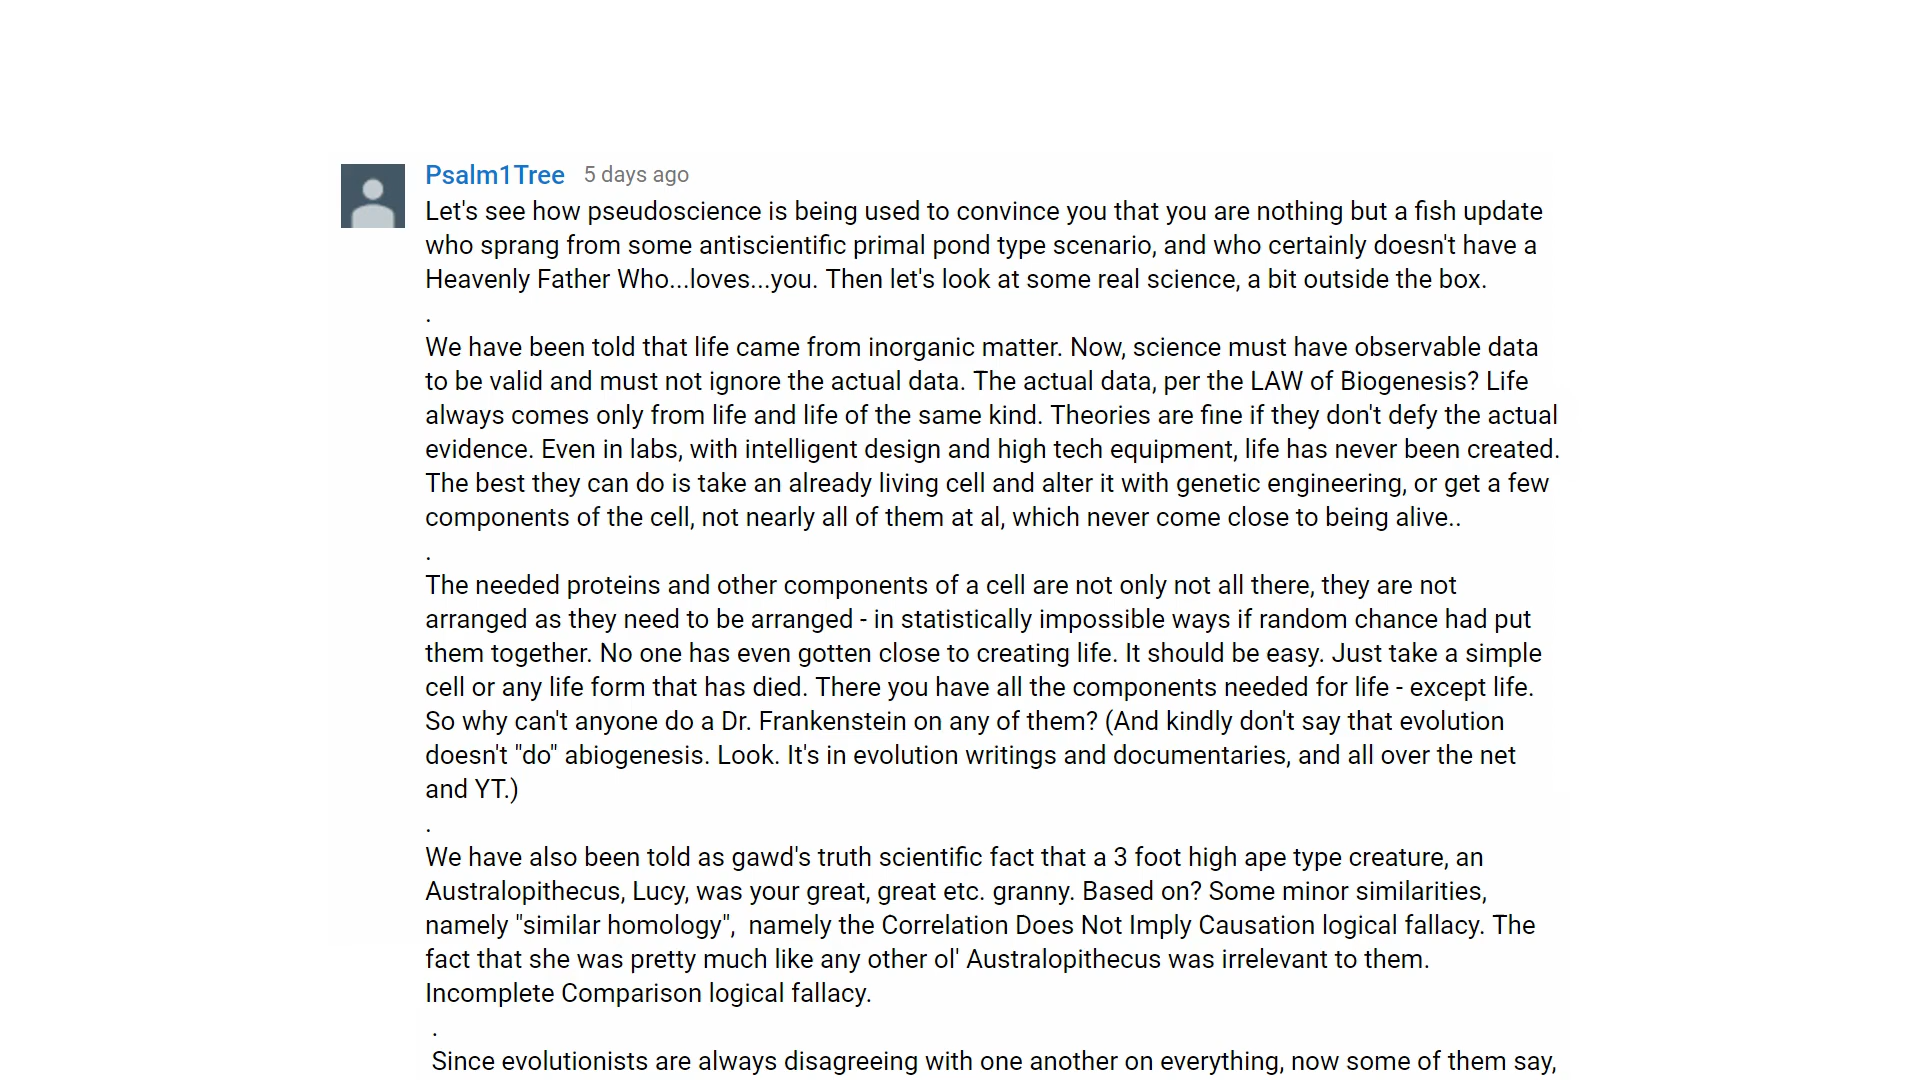 Psalm1Tree 5 days ago
Let's see how pseudoscience is being used to convince you that you are nothing but a fish update
who sprang from some antiscientific primal pond type scenario, and who certainly doesn't have a
Heavenly Father Who...loves...you. Then let's look at some real science, a bit outside the box.
.
We have been told that life came from inorganic matter. Now, science must have observable data
to be valid and must not ignore the actual data. The actual data, per the LAW of Biogenesis? Life
always comes only from life and life of the same kind. Theories are fine if they don't defy the actual
evidence. Even in labs, with intelligent design and high tech equipment, life has never been created.
The best they can do is take an already living cell and alter it with genetic engineering, or get a few
components of the cell, not nearly all of them at al, which never come close to being alive..
.
The needed proteins and other components of a cell are not only not all there, they are not
arranged as they need to be arranged - in statistically impossible ways if random chance had put
them together. No one has even gotten close to creating life. It should be easy. Just take a simple
cell or any life form that has died. There you have all the components needed for life - except life.
So why can't anyone do a Dr. Frankenstein on any of them? (And kindly don't say that evolution
doesn't "do" abiogenesis. Look. It's in evolution writings and documentaries, and all over the net
and YT.)
.
We have also been told as gawd's truth scientific fact that a 3 foot high ape type creature, an
Australopithecus, Lucy, was your great, great etc. granny. Based on? Some minor similarities,
namely "similar homology",  namely the Correlation Does Not Imply Causation logical fallacy. The
fact that she was pretty much like any other ol' Australopithecus was irrelevant to them.
Incomplete Comparison logical fallacy.
.
Since evolutionists are always disagreeing with one another on everything, now some of them say,